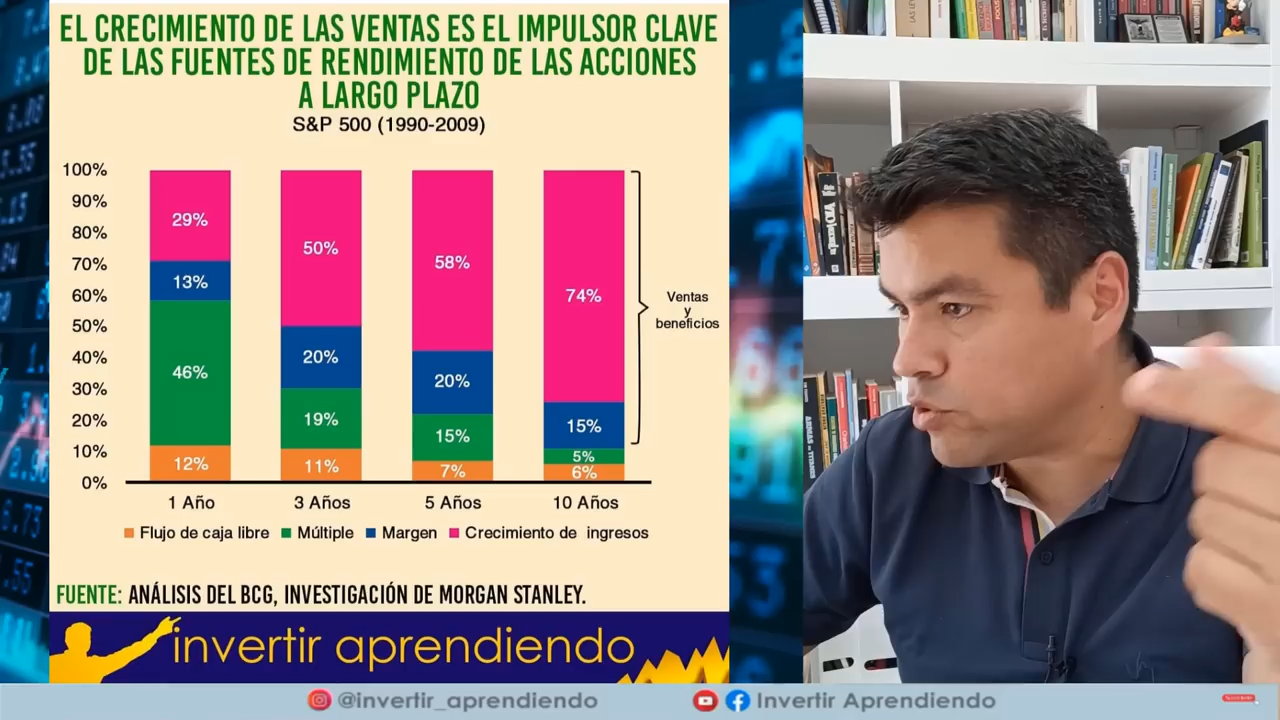 EL CRECIMIENTO DE LAS VENTAS ES EL IMPULSOR CLAVE
DE LAS FUENTES DE RENDIMIENTO DE LAS ACCIONES
A LARGO PLAZO
S&P 500 (1990-2009)
100%
90%
80%
70%
60%
50%
40%
30%
20%
10%
0%
29%
13%
46%
12%
50%
20%
19%
11%
58%
20%
15%
7%
74%
15%
5%
6%
Ventas
y
beneficios
1 Año 3 Años 5 Años 10 Años
Flujo de caja libre Múltiple Margen Crecimiento de ingresos
FUENTE: ANÁLISIS DEL BCG, INVESTIGACIÓN DE MORGAN STANLEY.
invertir aprendiendo
@invertir_aprendiendo Invertir Aprendiendo